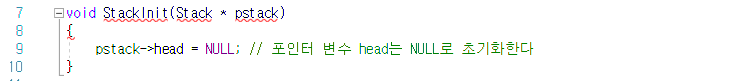 7 void StackInit(Stack * pstack)
8 {
9 pstack->head = NULL; // 포인터 변수 head는 NULL로 초기화한다
10 }